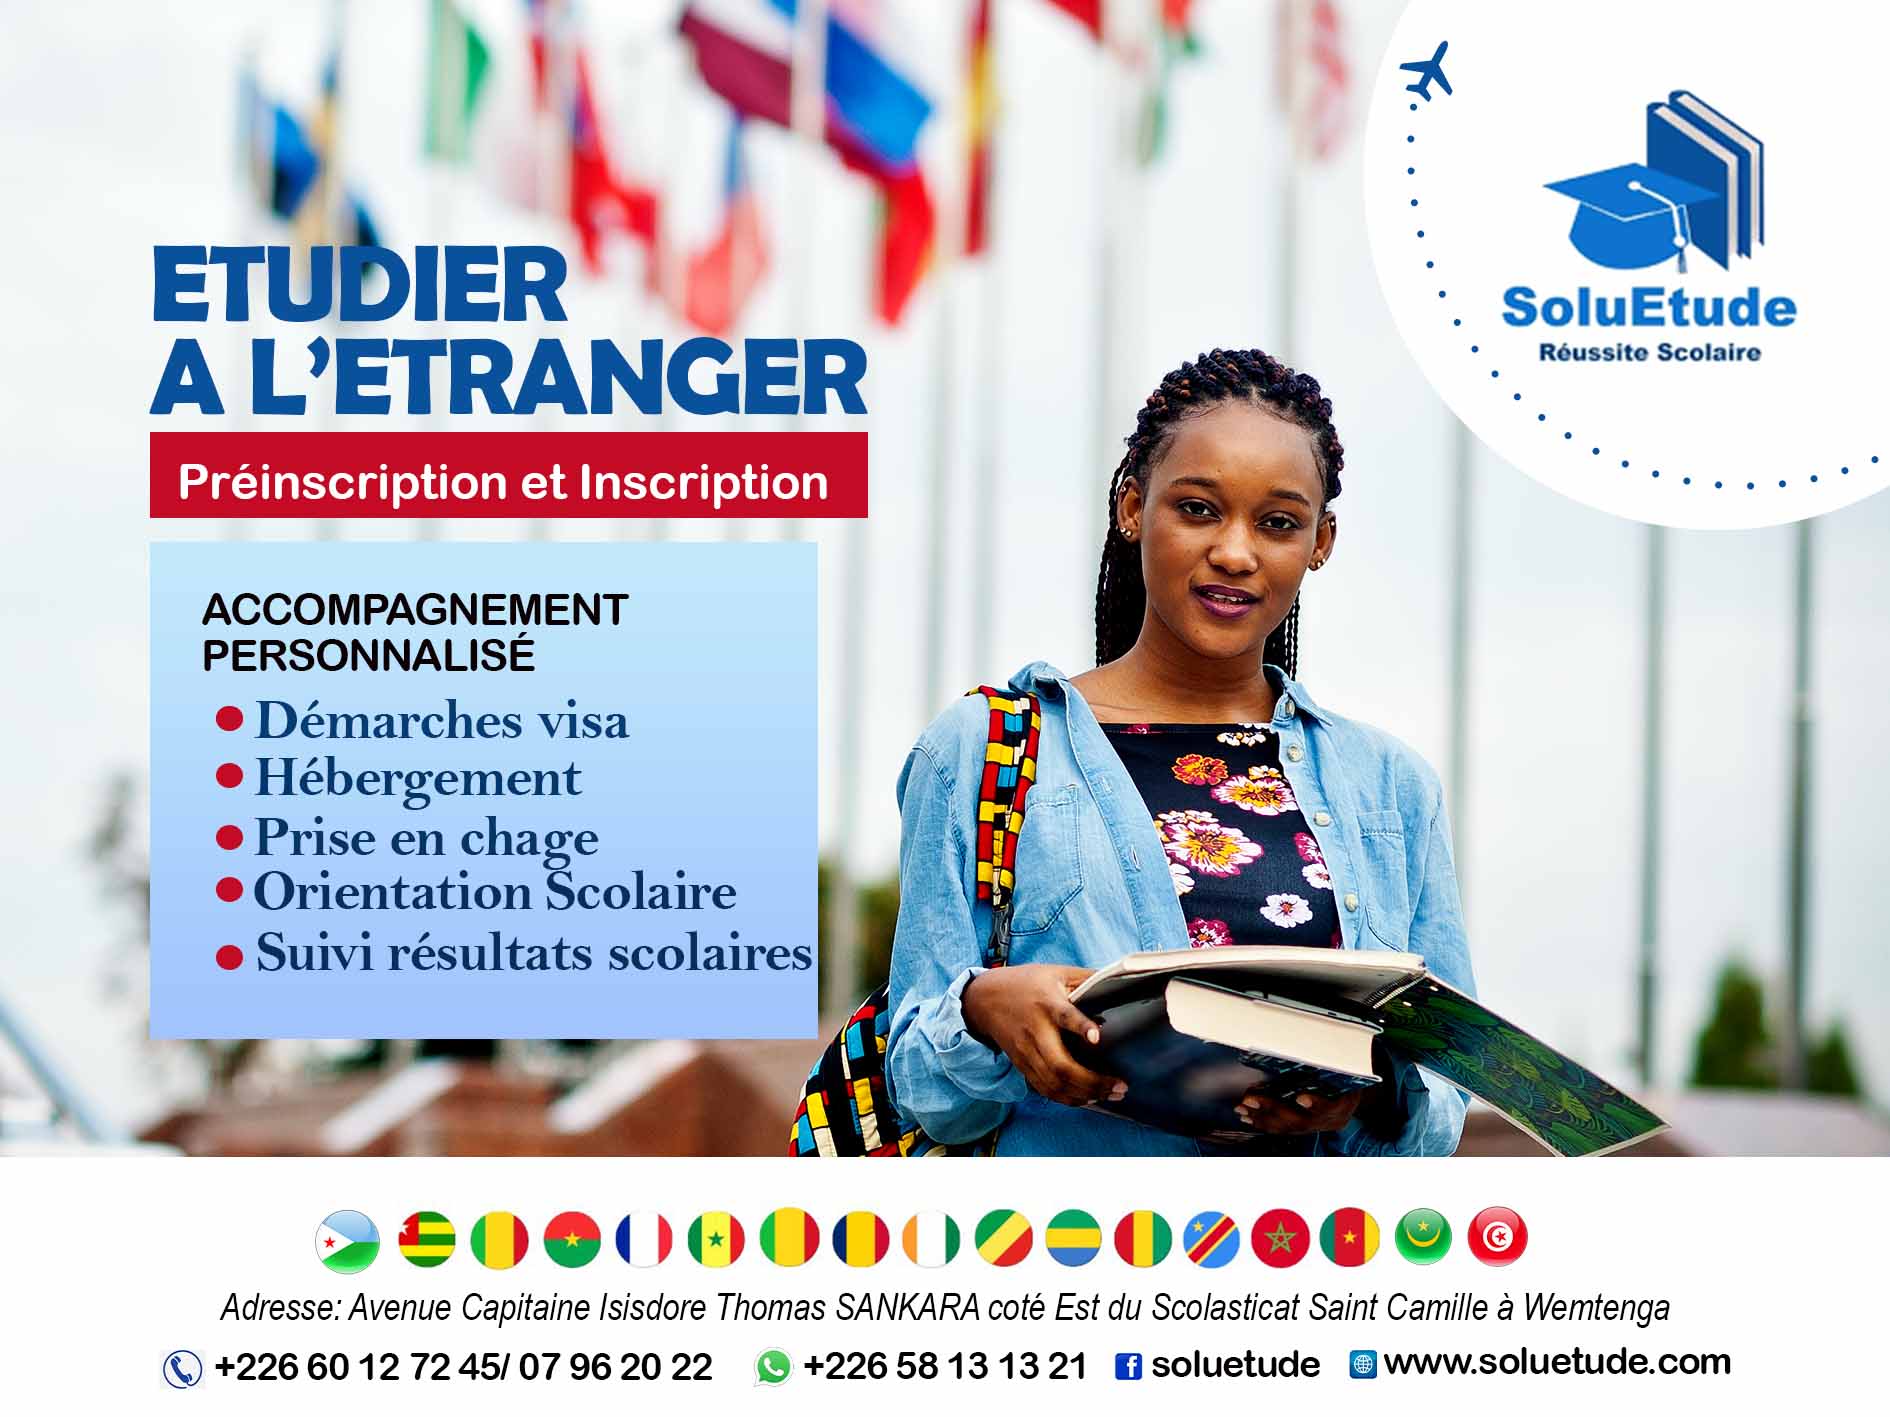 SoluEtude
Réussite Scolaire
ETUDIER
A L'ETRANGER
Préinscription et Inscription
ACCOMPAGNEMENT
PERSONNALISÉ
Démarches visa
Hébergement
Prise en chage
Orientation Scolaire
Suivi résultats scolaires
Adresse: Avenue Capitaine Isisdore Thomas SANKARA coté Est du Scolasticat Saint Camille à Wemtenga
+226 60 12 72 45/ 07 96 20 22 +226 58 13 13 21 soluetude www.soluetude.com